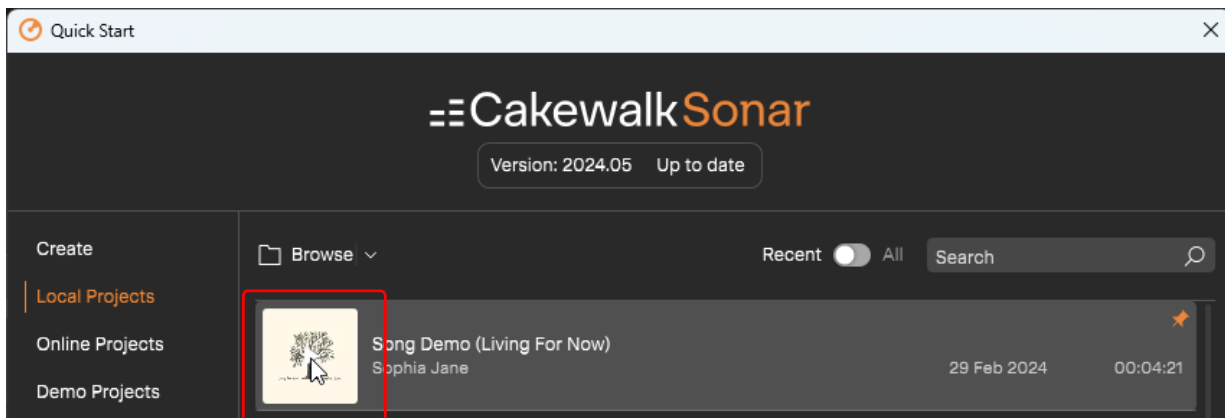 Quick Start
Cakewalk Sonar
Version: 2024.05 Up to date
Create
Local Projects
Online Projects
Demo Projects
Browse
Recent All Search
Song Demo (Living For Now)
Sophia Jane
29 Feb 2024 00:04:21